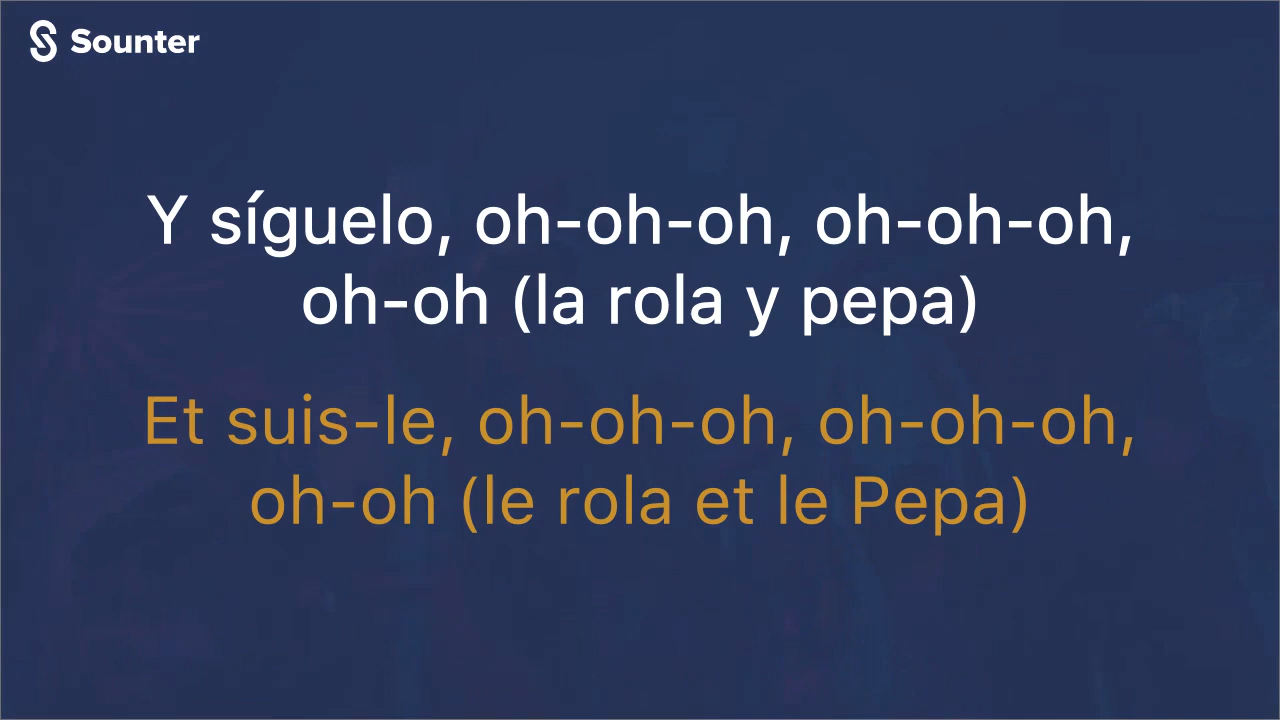 Sounter
Y síguelo, oh-oh-oh, oh-oh-oh,
oh-oh (la rola y pepa)
Et suis-le, oh-oh-oh, oh-oh-oh,
oh-oh (le rola et le Pepa)